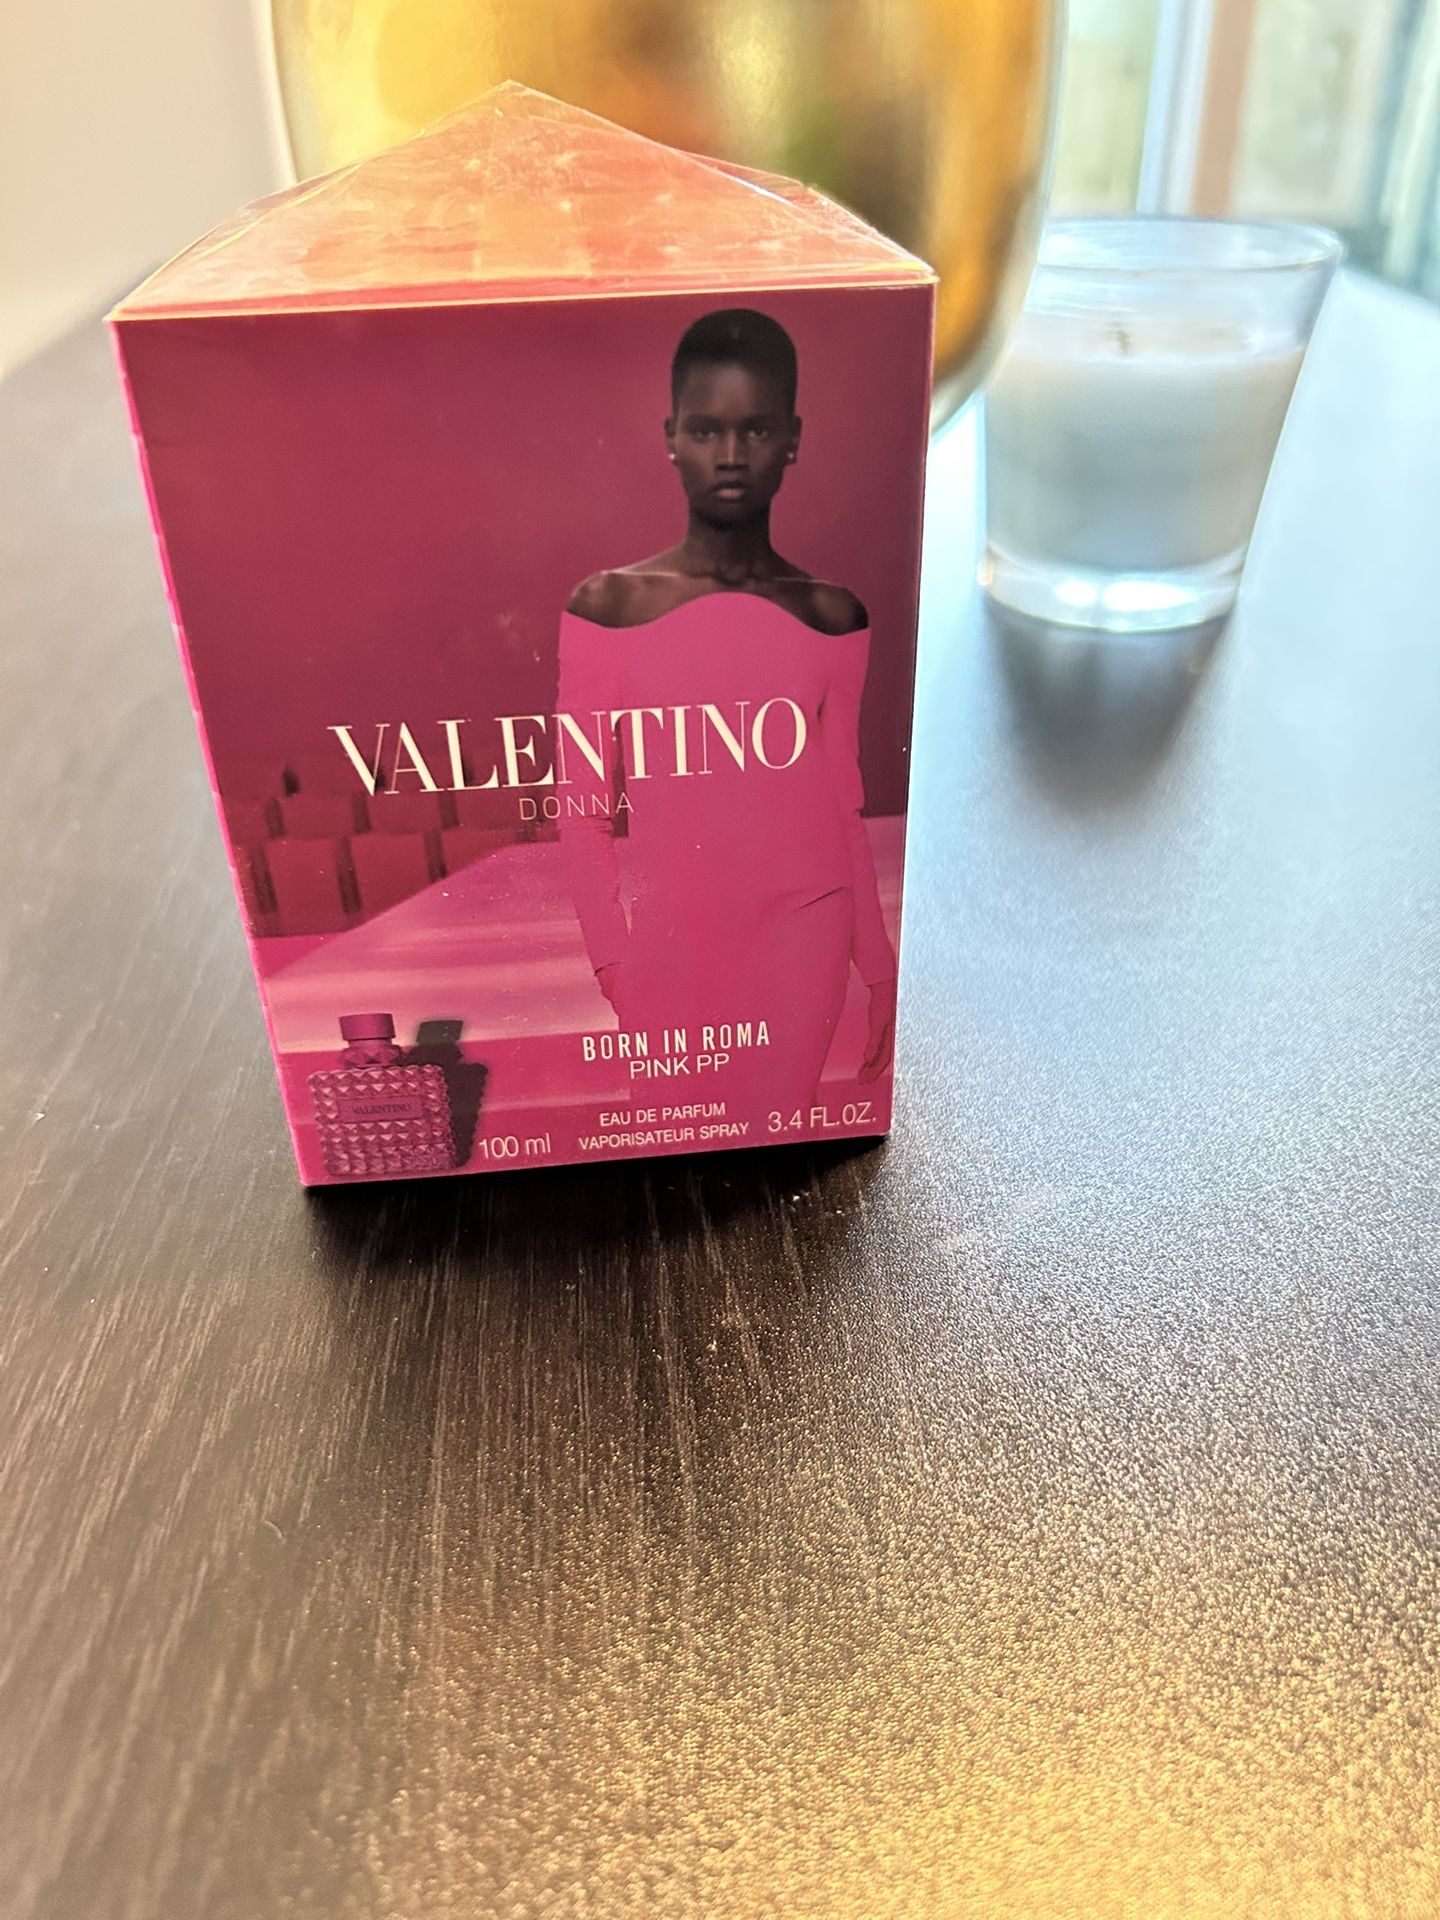 VALENTINO
DONNA
BORN IN ROMA
PINK PP
VALENTINO
100 ml
EAU DE PARFUM
VAPORISATEUR SPRAY
3.4 FL.OZ.